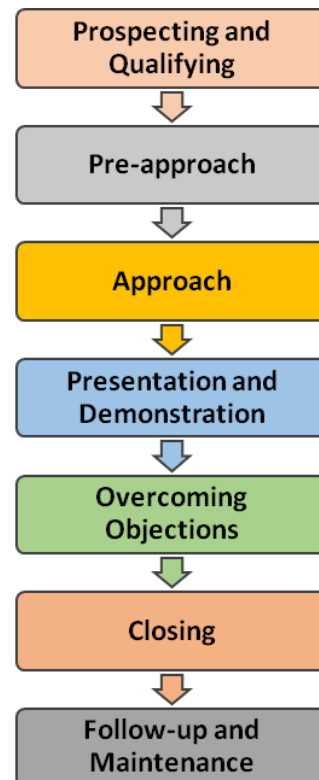 Prospecting and
Qualifying
Pre-approach
Approach
Presentation and
Demonstration
Overcoming
Objections
Closing
Follow-up and
Maintenance